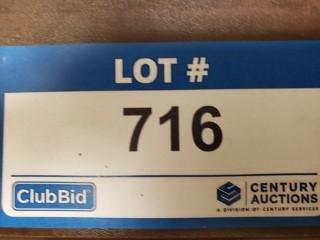 LOT #
716
ClubBid
CENTURY
AUCTIONS
A DIVISION OF CENTURY SERVICES